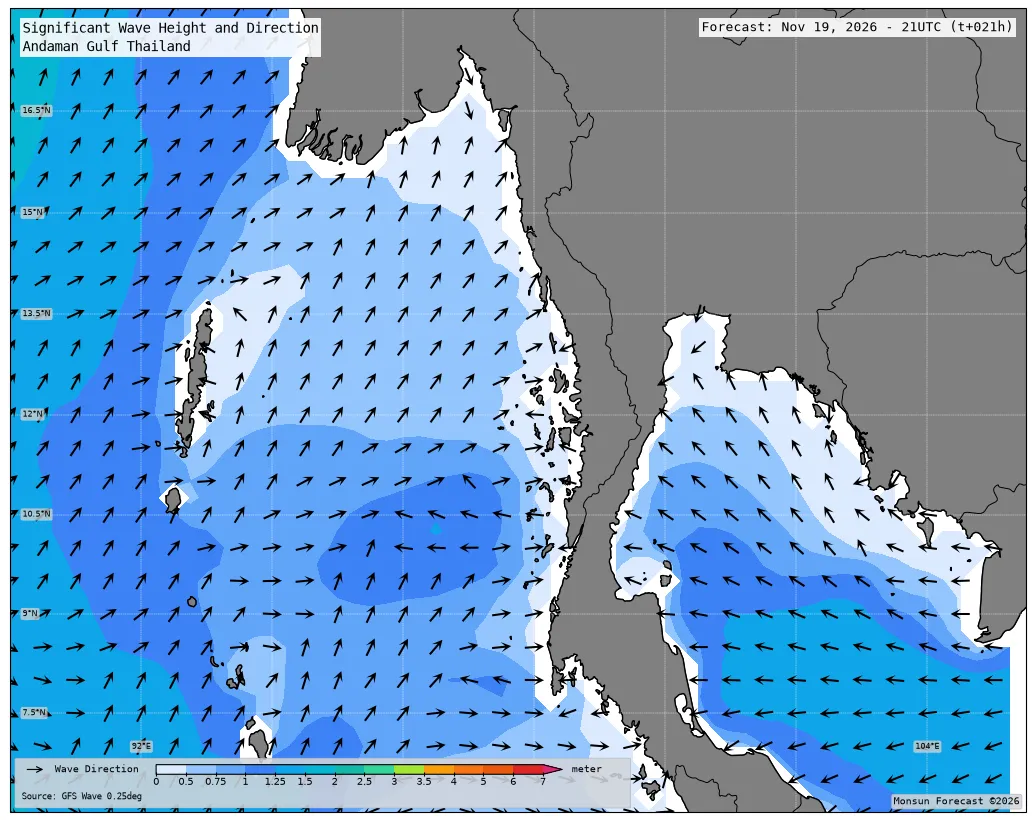 Significant Wave Height and Direction
Andaman Gulf Thailand
Forecast: Nov 19, 2026 - 21UTC (t+021h)
16.5°N
15°N
13.5°N
12°N
10.5°N
9°N
7.5°N
92°E
104°E
Wave Direction
meter
0 0.5 0.75 1 1.25 1.5 2 2.5 3 3.5 4 5 6 7
Source: GFS Wave 0.25deg
Monsun Forecast ©2026